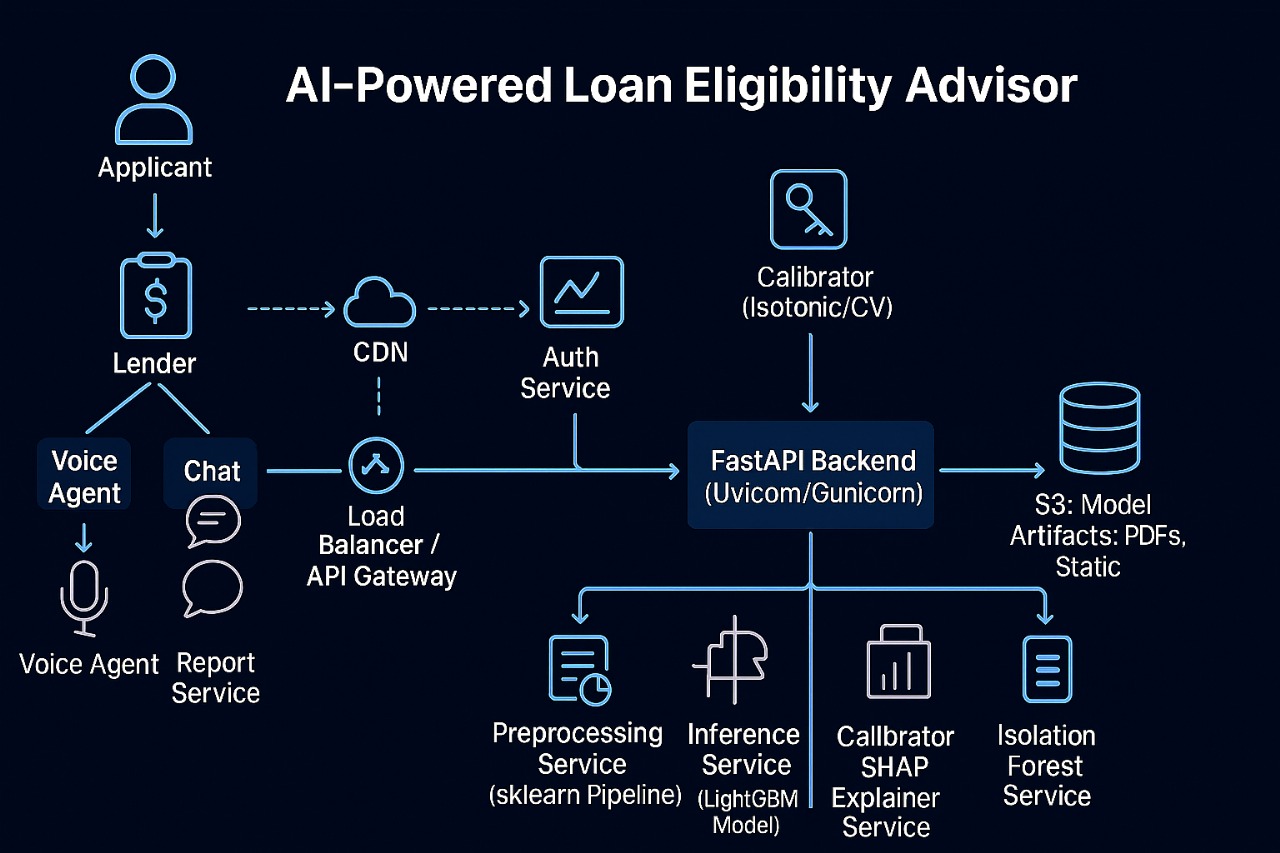 AI-Powered Loan Eligibility Advisor
Applicant
Lender
CDN
Auth
Service
Calibrator
(Isotonic/CV)
Voice
Agent
Chat
Load
Balancer /
API Gateway
FastAPI Backend
(Uvicom/Gunicorn)
S3: Model
Artifacts: PDFs,
Static
Voice Agent
Report
Service
Preprocessing
Service
(sklearn Pipeline)
Inference
Service
(LightGBM
Model)
Callbrator
SHAP
Explainer
Service
Isolation
Forest
Service